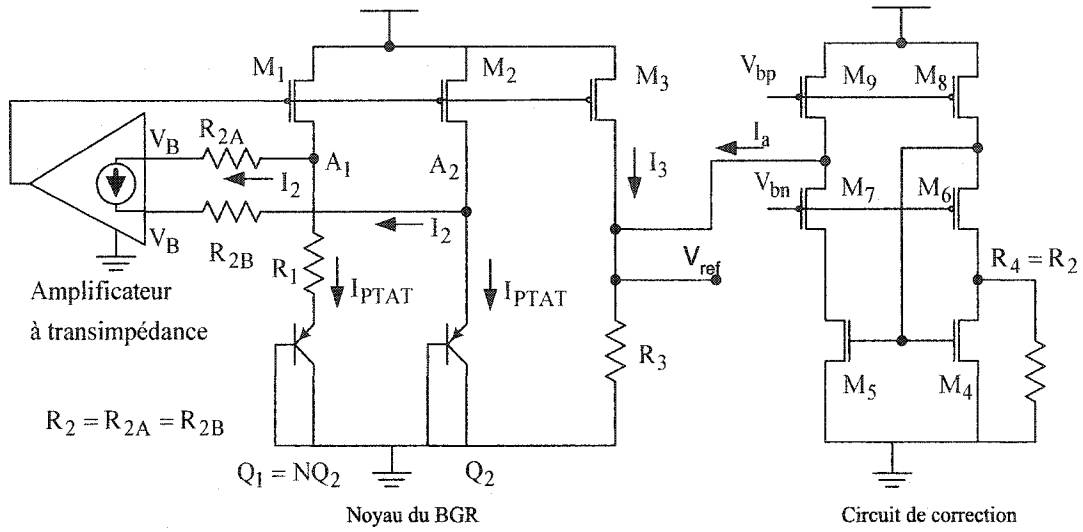 M1
M2
M3
Vbp
M9
M8
VB
R2A
A1
A2
Ia
I2
I3
Vbn
M7
M6
VB
R2B
I2
R1
Vref
R4 = R2
IPTAT
IPTAT
Amplificateur
à transimpédance
R3
M5
M4
R2 = R2A = R2B
Q1 = NQ2
Q2
Noyau du BGR
Circuit de correction